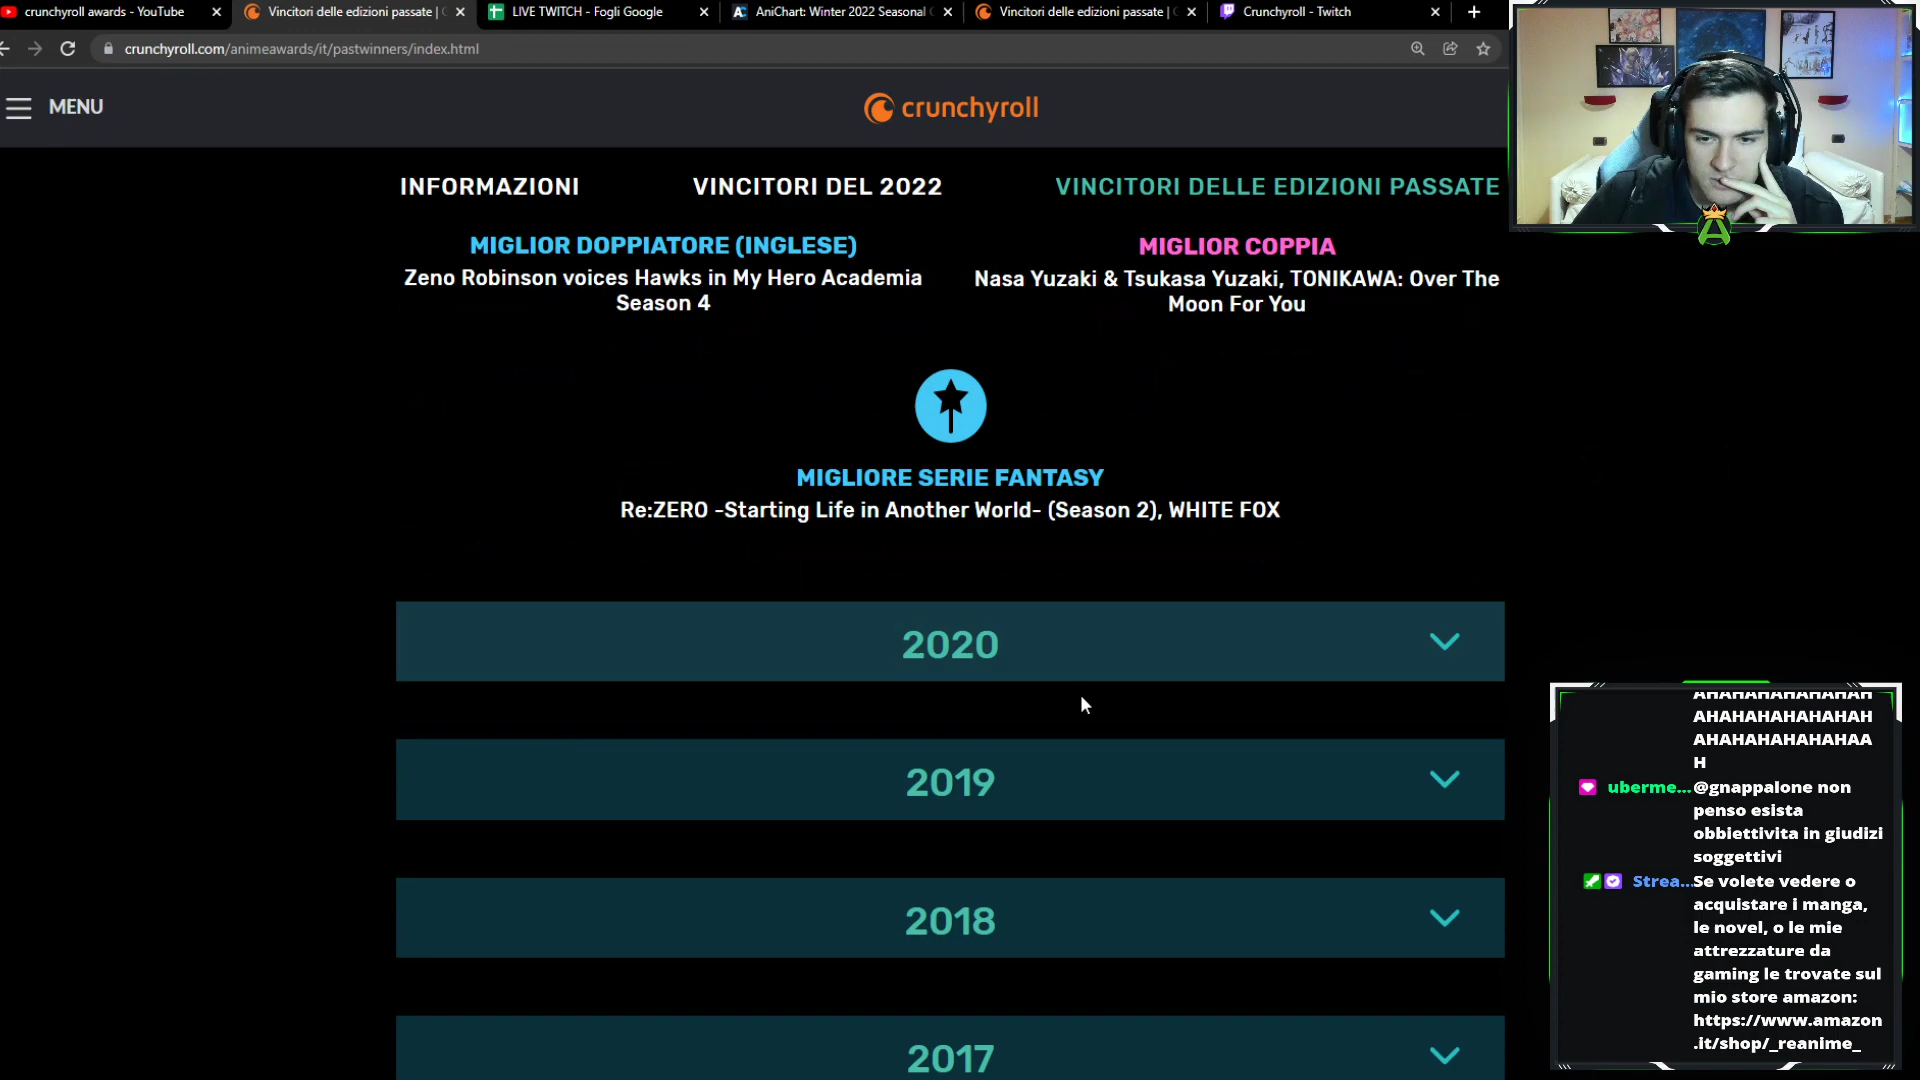 crunchyroll awards - YouTube
Vincitori delle edizioni passate |
LIVE TWITCH - Fogli Google
AniChart: Winter 2022 Seasonal
Vincitori delle edizioni passate |
Crunchyroll - Twitch
crunchyroll.com/animeawards/it/pastwinners/index.html
MENU
crunchyroll
INFORMAZIONI
VINCITORI DEL 2022
VINCITORI DELLE EDIZIONI PASSATE
MIGLIOR DOPPIATORE (INGLESE)
Zeno Robinson voices Hawks in My Hero Academia
Season 4
MIGLIOR COPPIA
Nasa Yuzaki & Tsukasa Yuzaki, TONIKAWA: Over The
Moon For You
MIGLIORE SERIE FANTASY
Re:ZERO -Starting Life in Another World- (Season 2), WHITE FOX
2020
2019
2018
2017
AHAHAHAHAHAHAH
AHAHAHAHAHAHAH
AHAHAHAHAHAHAA
H
uberme... @gnappalone non
penso esista
obbiettivita in giudizi
soggettivi
Strea... Se volete vedere o
acquistare i manga,
le novel, o le mie
attrezzature da
gaming le trovate sul
mio store amazon:
https://www.amazon
.it/shop/_reanime_